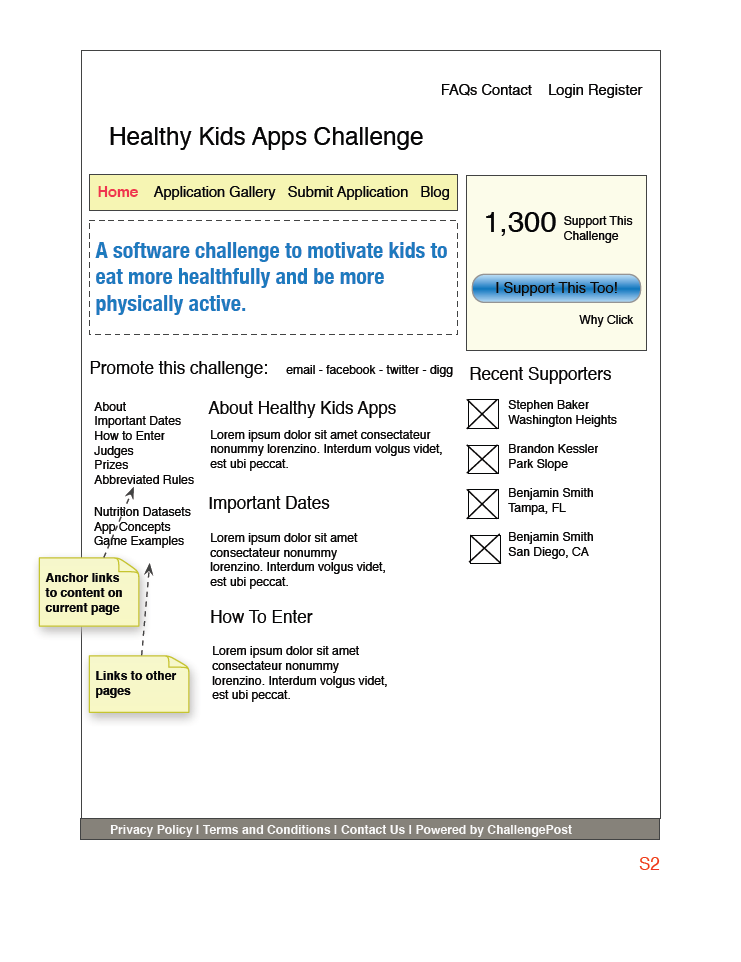 FAQs Contact Login Register
Healthy Kids Apps Challenge
Home Application Gallery Submit Application Blog
A software challenge to motivate kids to
eat more healthfully and be more
physically active.
1,300 Support This
Challenge
I Support This Too!
Why Click
Promote this challenge: email - facebook - twitter - digg
About
Important Dates
How to Enter
Judges
Prizes
Abbreviated Rules
Nutrition Datasets
App Concepts
Game Examples
Anchor links
to content on
current page
Links to other
pages
About Healthy Kids Apps
Lorem ipsum dolor sit amet consectateur
nonummy lorenzino. Interdum volgus videt,
est ubi peccat.
Important Dates
Lorem ipsum dolor sit amet
consectateur nonummy
lorenzino. Interdum volgus videt,
est ubi peccat.
How To Enter
Lorem ipsum dolor sit amet
consectateur nonummy
lorenzino. Interdum volgus videt,
est ubi peccat.
Recent Supporters
Stephen Baker
Washington Heights
Brandon Kessler
Park Slope
Benjamin Smith
Tampa, FL
Benjamin Smith
San Diego, CA
Privacy Policy | Terms and Conditions | Contact Us | Powered by ChallengePost
S2